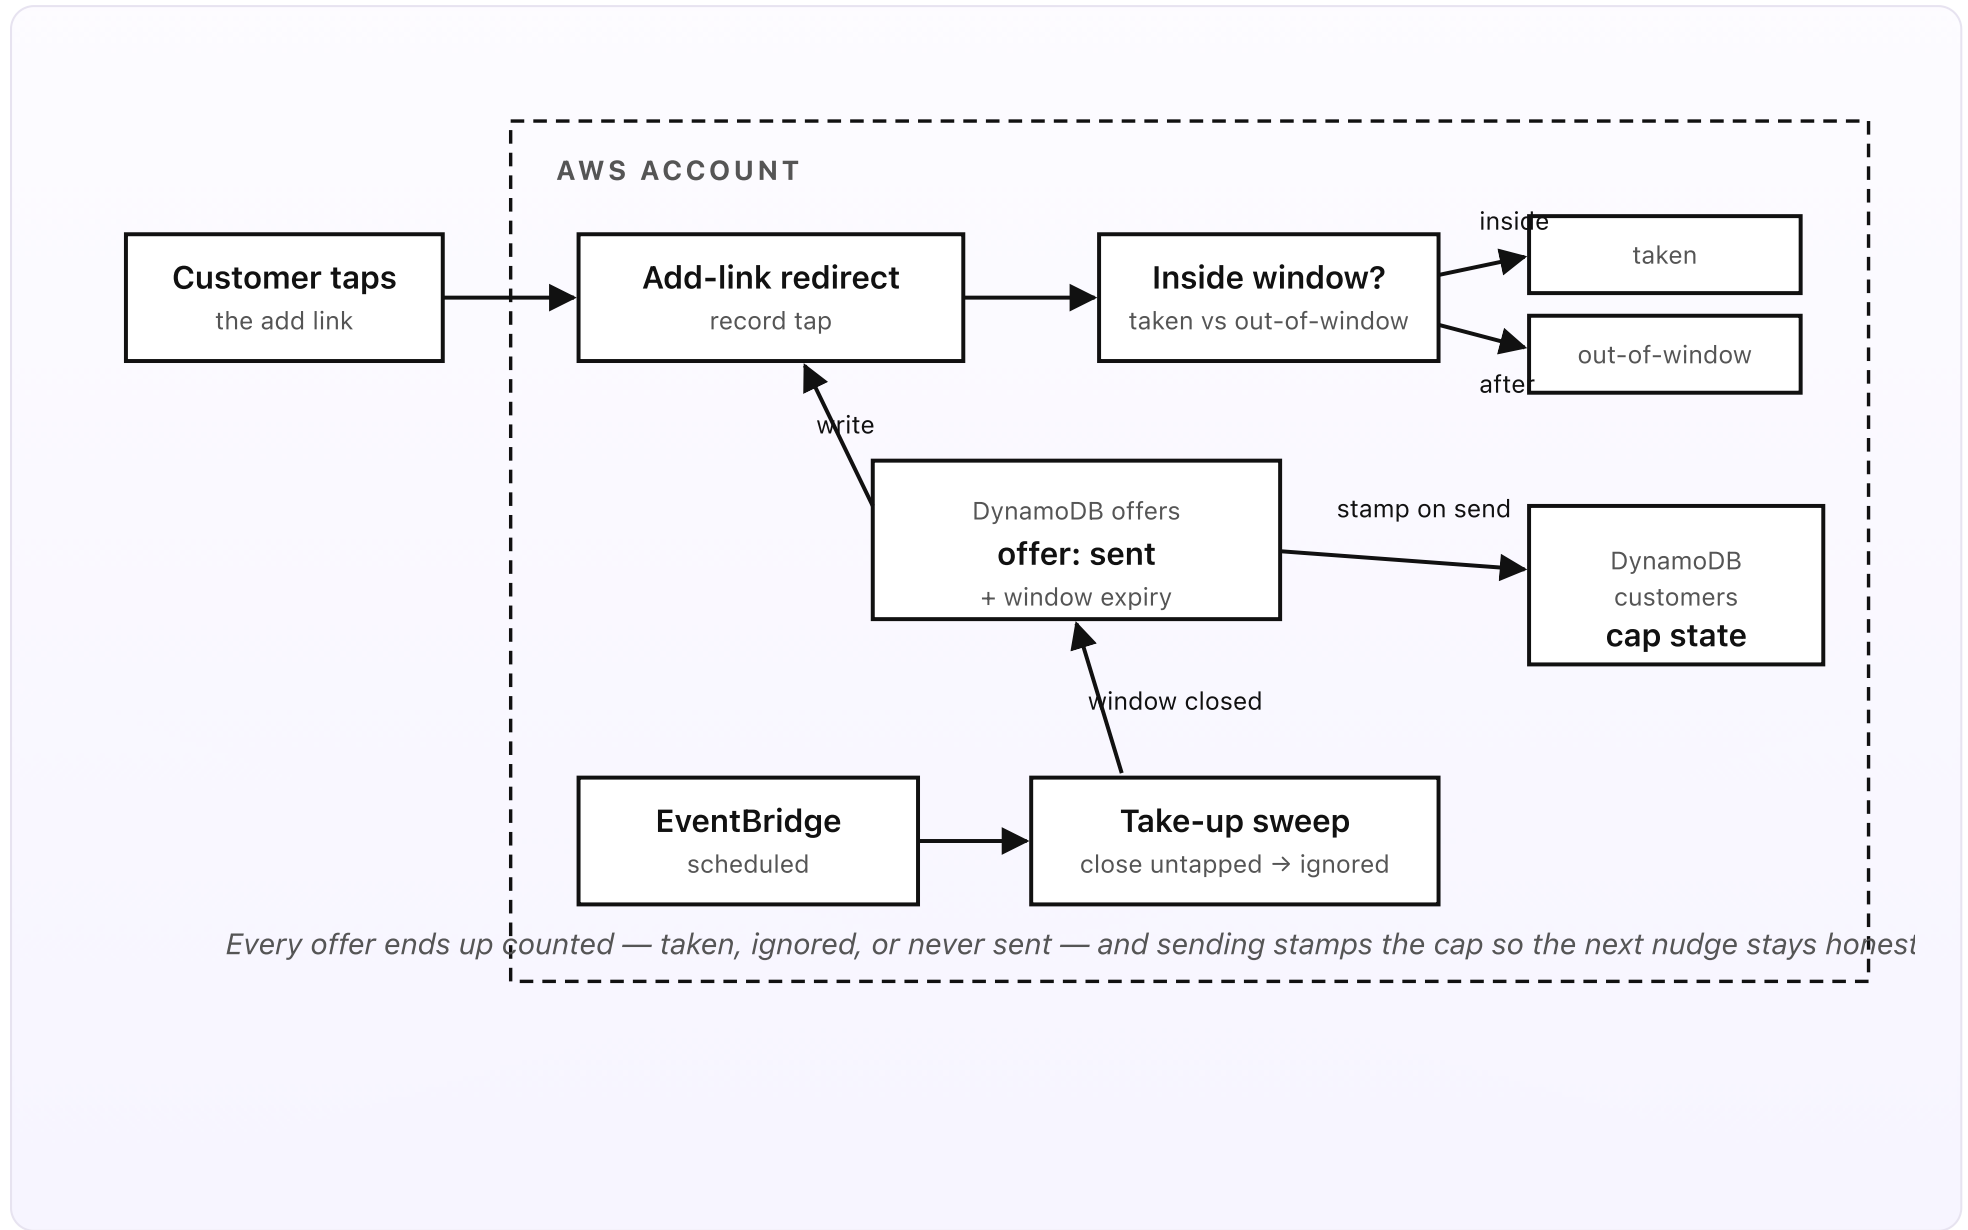 AWS ACCOUNT
Customer taps
the add link
Add-link redirect
record tap
Inside window?
taken vs out-of-window
inside
taken
out-of-window
after
write
DynamoDB offers
offer: sent
+ window expiry
stamp on send
DynamoDB
customers
cap state
window closed
EventBridge
scheduled
Take-up sweep
close untapped → ignored
Every offer ends up counted — taken, ignored, or never sent — and sending stamps the cap so the next nudge stays honest